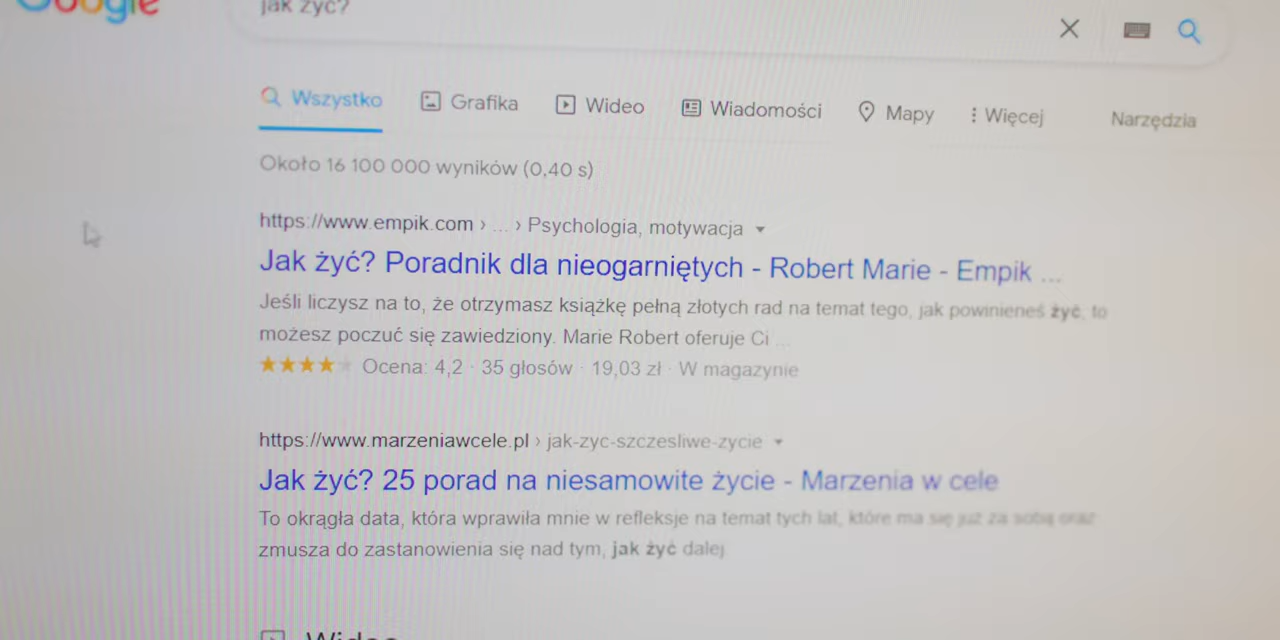 Google
jak żyć?
Wszystko Grafika Wideo Wiadomości Mapy Więcej Narzędzia
Około 16 100 000 wyników (0,40 s)
https://www.empik.com › ... › Psychologia, motywacja
Jak żyć? Poradnik dla nieogarniętych - Robert Marie - Empik ...
Jeśli liczysz na to, że otrzymasz książkę pełną złotych rad na temat tego, jak powinieneś żyć, to
możesz poczuć się zawiedziony. Marie Robert oferuje Ci ...
Ocena: 4,2 · 35 głosów · 19,03 zł · W magazynie
https://www.marzeniawcele.pl › jak-zyc-szczesliwe-zycie
Jak żyć? 25 porad na niesamowite życie - Marzenia w cele
To okrągła data, która wprawiła mnie w refleksje na temat tych lat, które ma się już za sobą oraz
zmusza do zastanowienia się nad tym, jak żyć dalej
Wideo